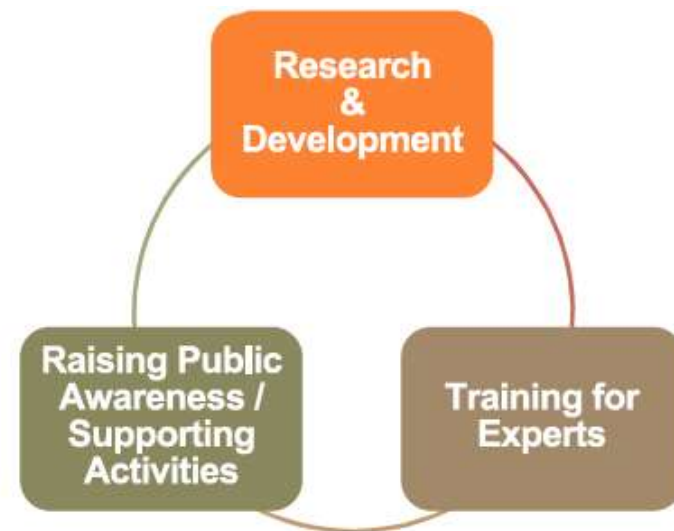 Research
&
Development
Raising Public
Awareness /
Supporting
Activities
Training for
Experts